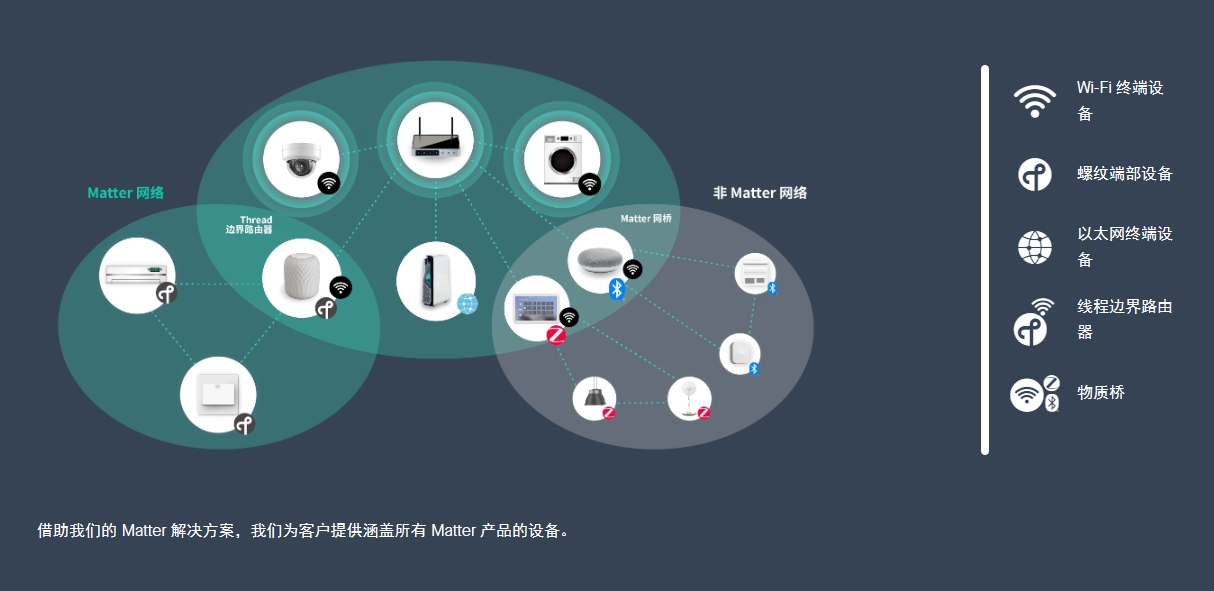 Matter 网络
Thread
边界路由器
Matter 网桥
非 Matter 网络
Wi-Fi 终端设
备
螺纹端部设备
以太网终端设
备
线程边界路由
器
物质桥
借助我们的 Matter 解决方案，我们为客户提供涵盖所有 Matter 产品的设备。